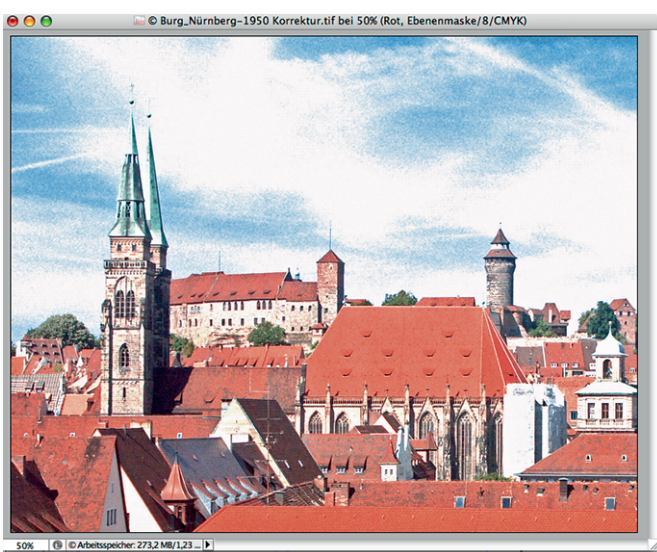 © Burg_Nürnberg-1950 Korrektur.tif bei 50% (Rot, Ebenenmaske/8/CMYK)
50% © Arbeitsspeicher: 273,2 MB/1,23 ...